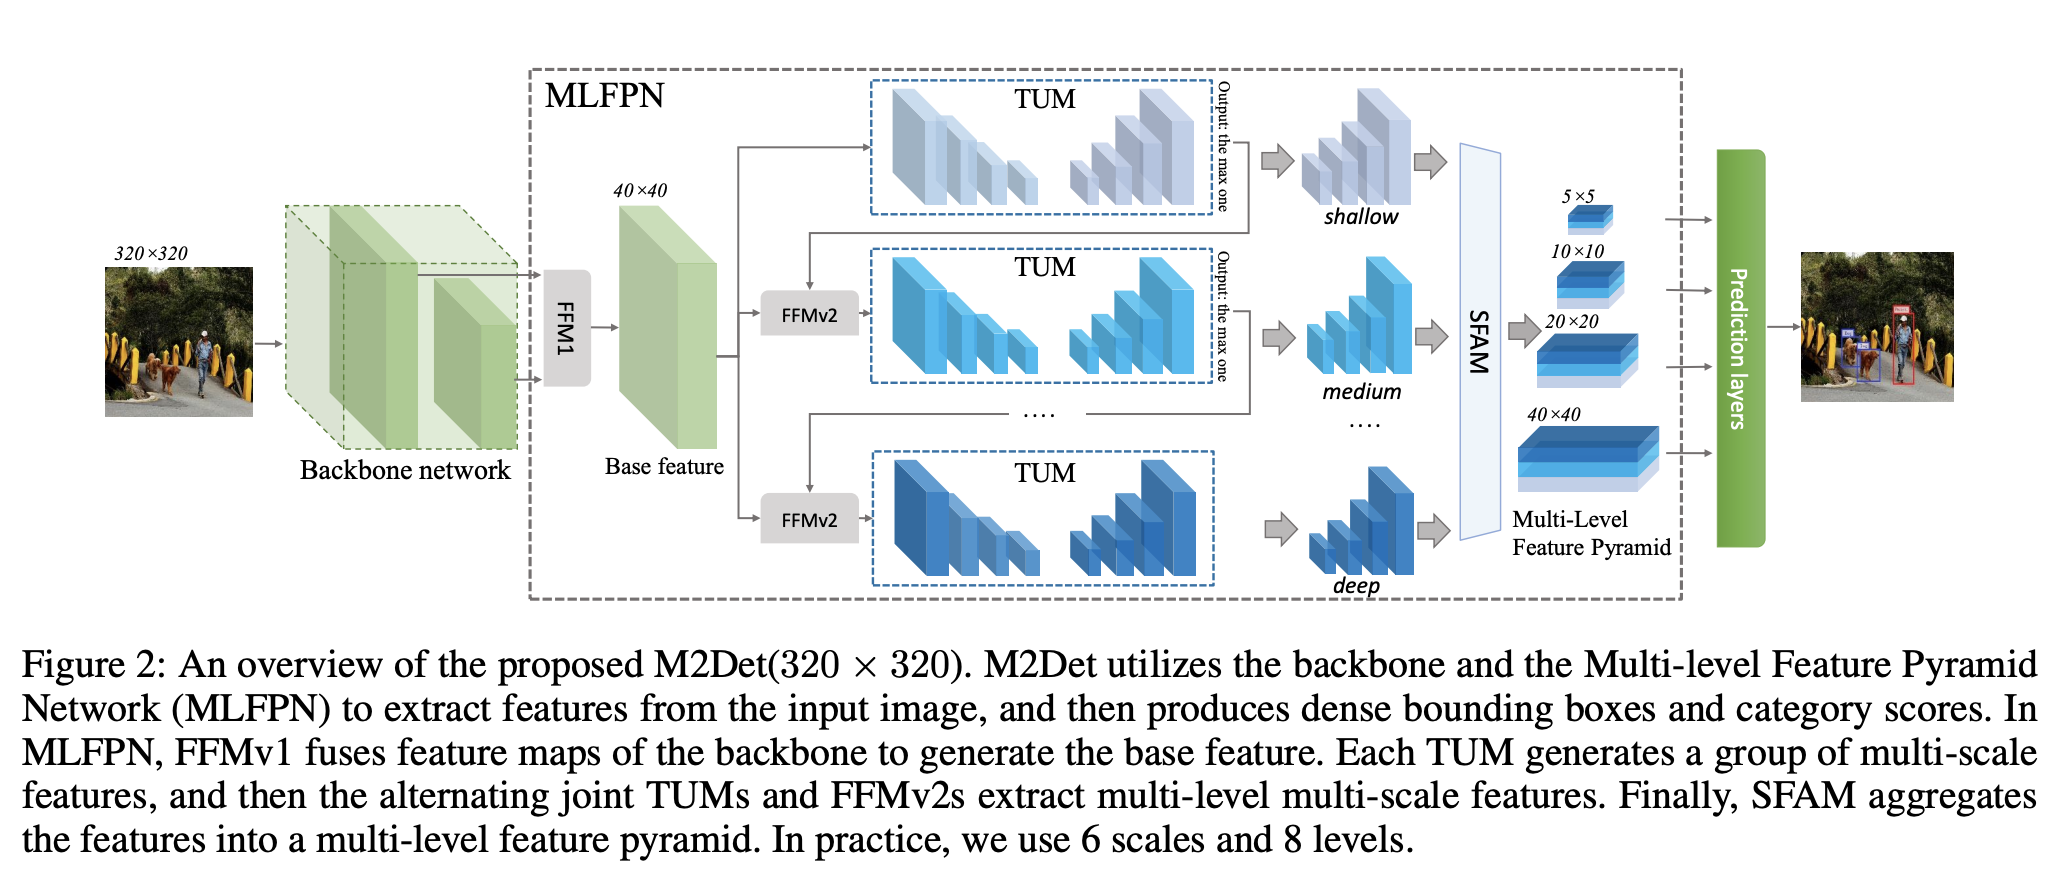 MLFPN
TUM
Output: the max one
40×40
shallow
320×320
5×5
10×10
TUM
Output: the max one
FFM1
FFMv2
SFAM
20×20
Prediction layers
medium
....
....
40×40
Backbone network
Base feature
TUM
FFMv2
Multi-Level
Feature Pyramid
deep
Figure 2: An overview of the proposed M2Det(320 × 320). M2Det utilizes the backbone and the Multi-level Feature Pyramid
Network (MLFPN) to extract features from the input image, and then produces dense bounding boxes and category scores. In
MLFPN, FFMv1 fuses feature maps of the backbone to generate the base feature. Each TUM generates a group of multi-scale
features, and then the alternating joint TUMs and FFMv2s extract multi-level multi-scale features. Finally, SFAM aggregates
the features into a multi-level feature pyramid. In practice, we use 6 scales and 8 levels.